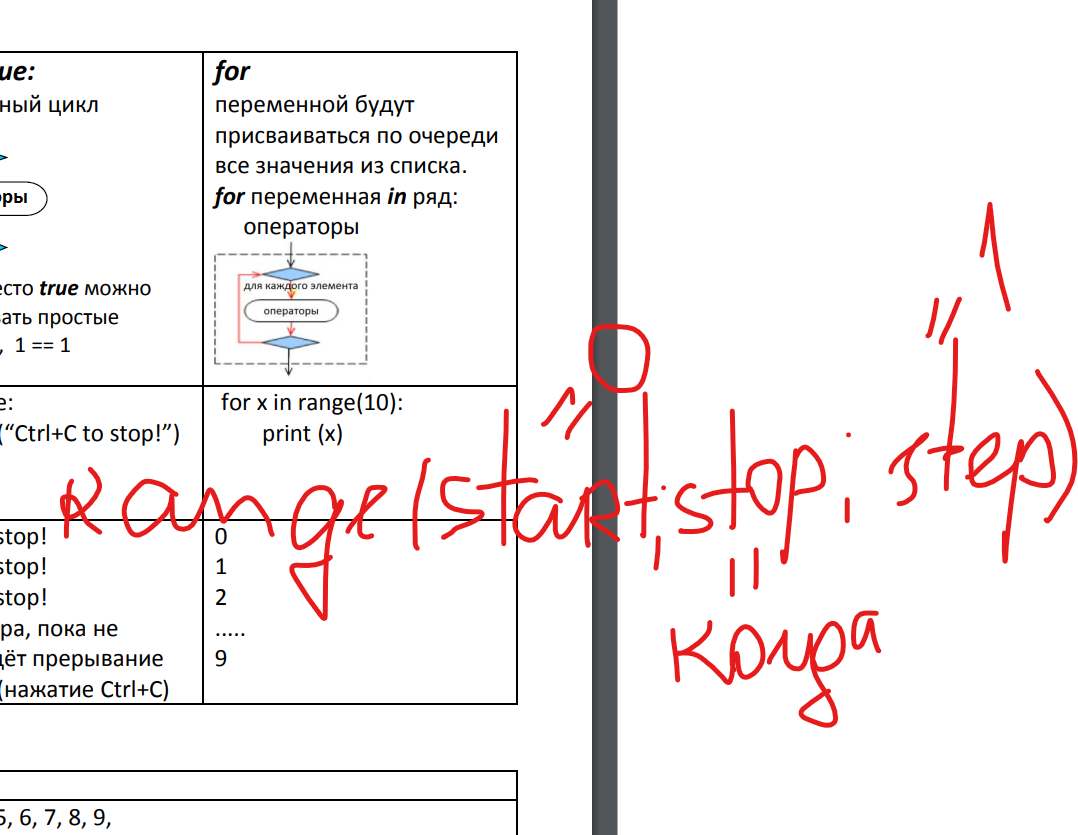 ue:
ный цикл
оры
есто true можно
ать простые
, 1 == 1
for
переменной будут
присваиваться по очереди
все значения из списка.
for переменная in ряд:
операторы
для каждого элемента
операторы
e:
(“Ctrl+C to stop!”)
for x in range(10):
print (x)
stop!
stop!
stop!
ра, пока не
дёт прерывание
(нажатие Ctrl+C)
0
1
2
.....
9
0
1
Range(start; stop; step)
5, 6, 7, 8, 9,